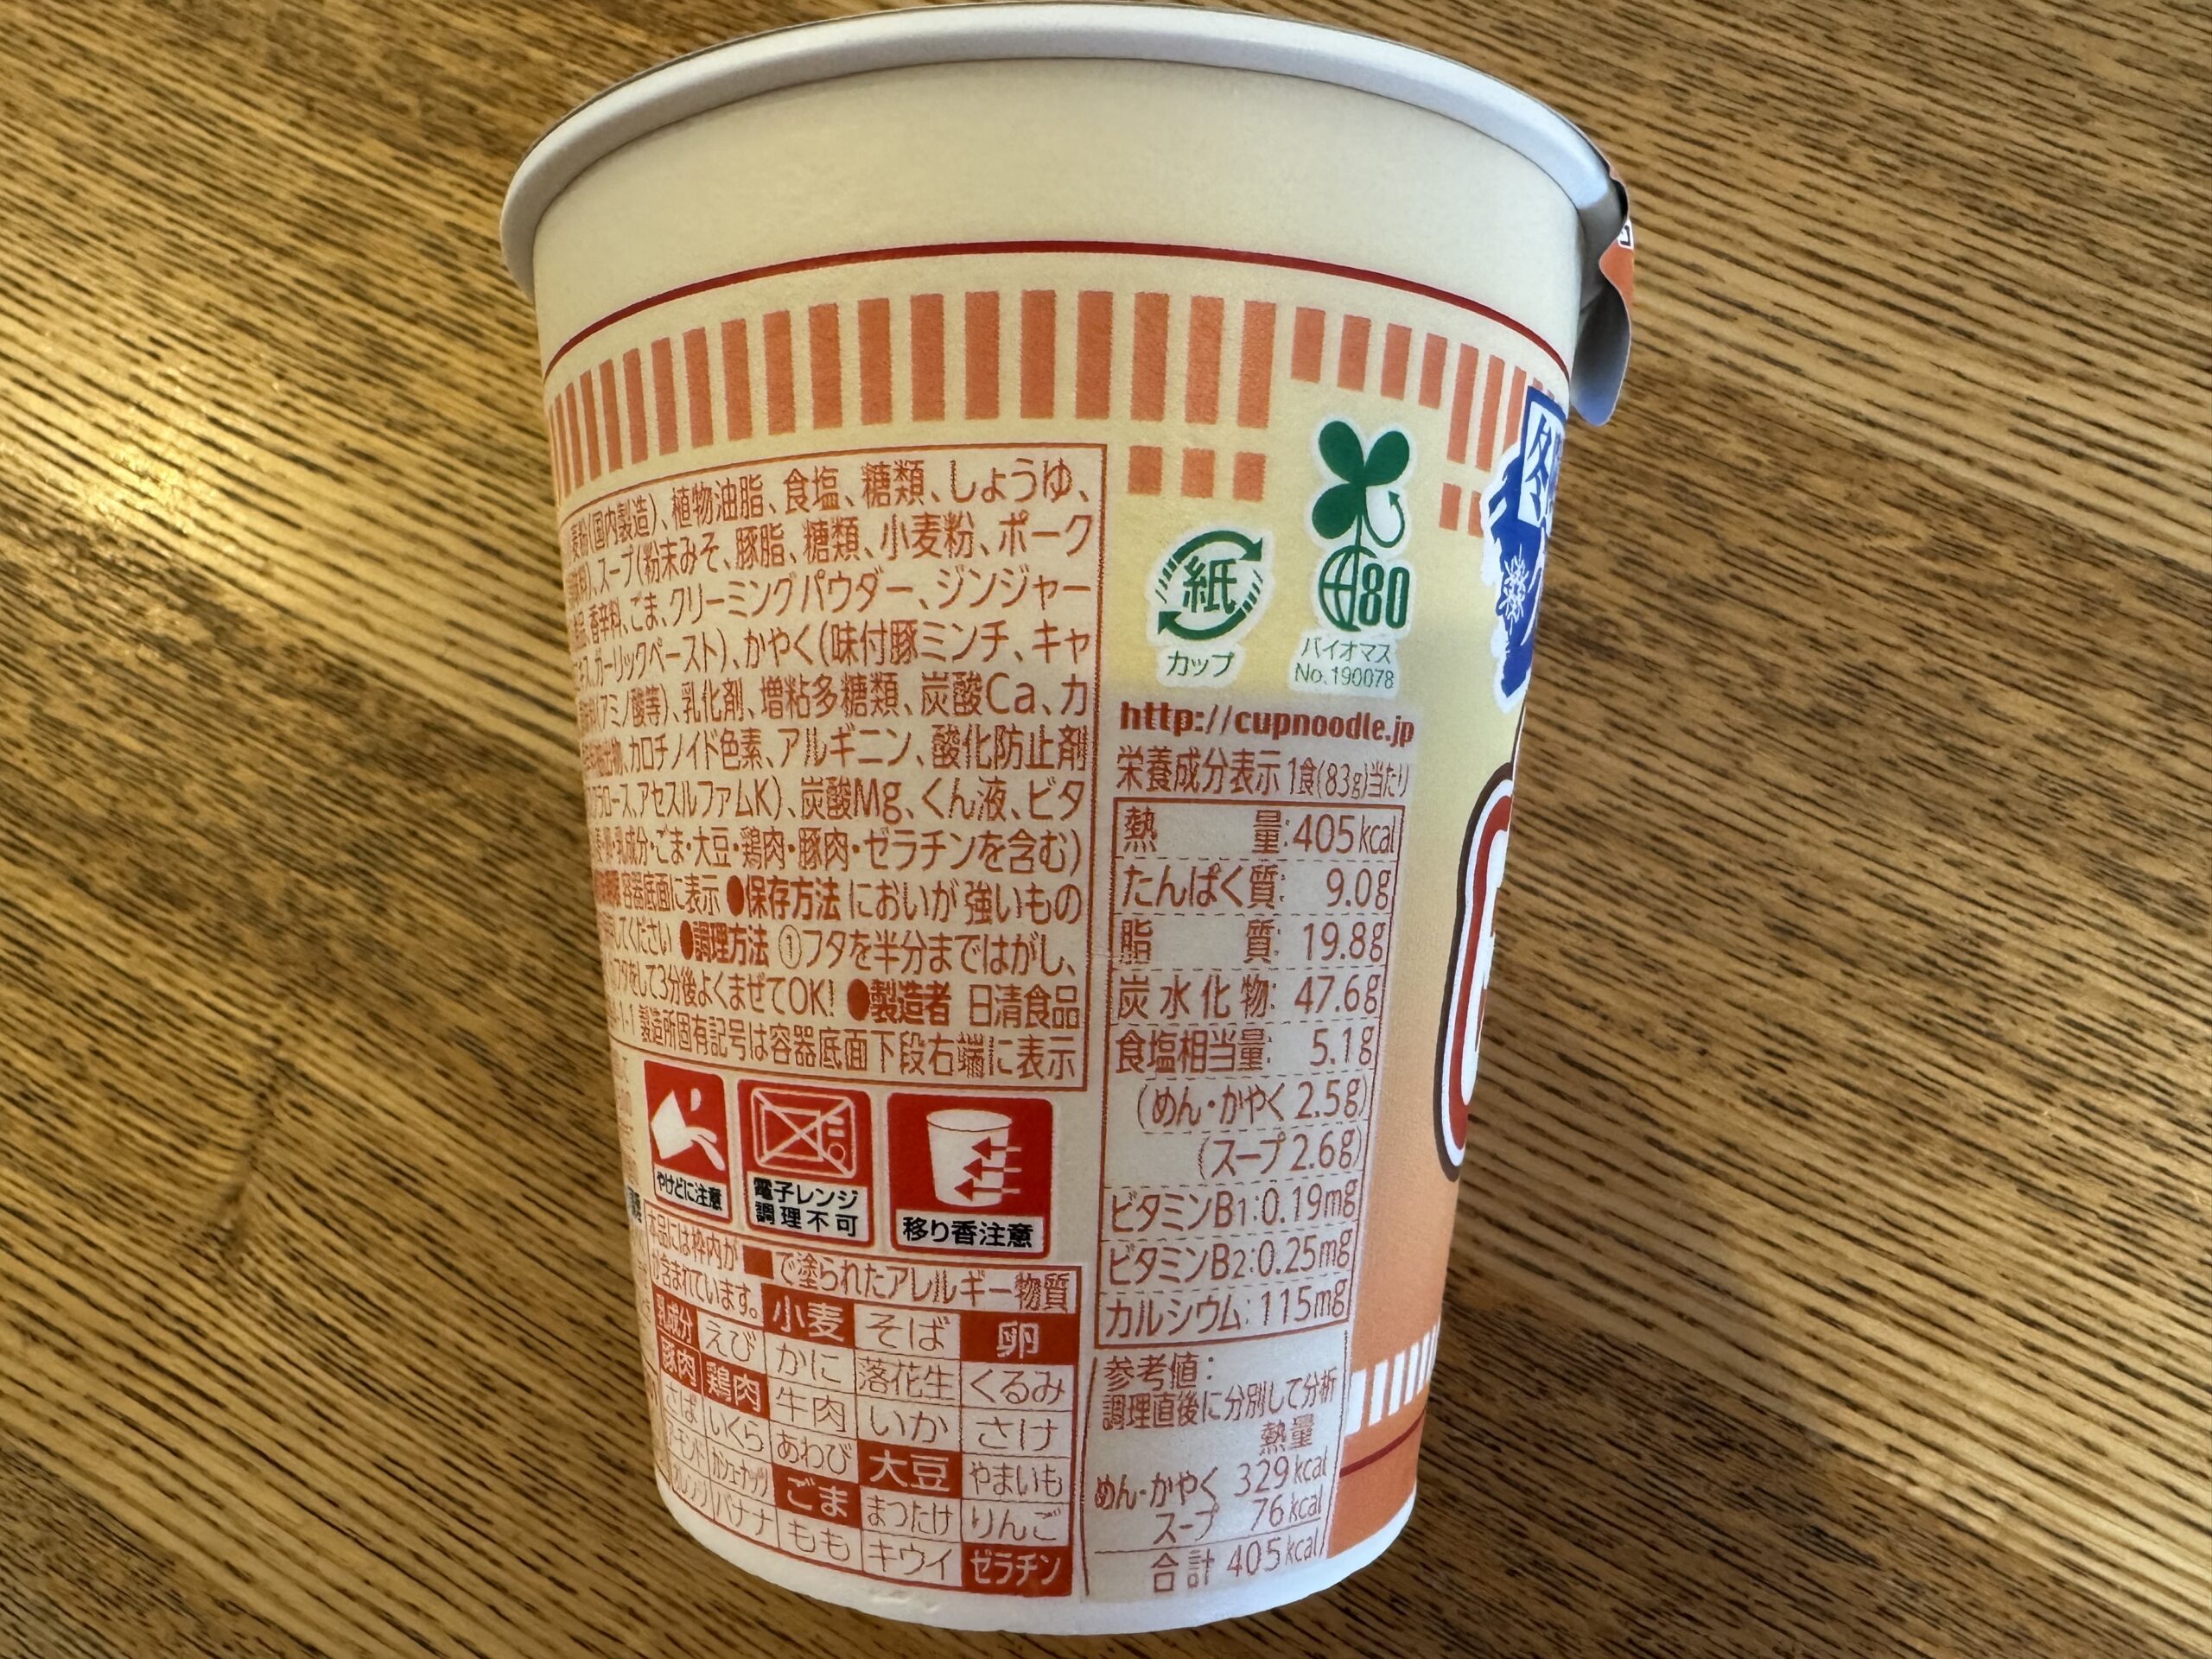 麦粉(国内製造)、植物油脂、食塩、糖類、しょうゆ、
料)、スープ(粉末みそ、豚脂、糖類、小麦粉、ポーク
香辛料、ごま、クリーミングパウダー、ジンジャー
ガーリックペースト)、かやく(味付豚ミンチ、キャ
(アミノ酸等)、乳化剤、増粘多糖類、炭酸Ca、カ
カロチノイド色素、アルギニン、酸化防止剤
アセスルファムK)、炭酸Mg、くん液、ビタ
卵・乳成分・ごま・大豆・鶏肉・豚肉・ゼラチンを含む)
容器底面に表示 ●保存方法 においが強いもの
してください ●調理方法 ①フタを半分まではがし、
フタをして3分後よくまぜてOK! ●製造者 日清食品
1-1 製造所固有記号は容器底面下段右端に表示
やけどに注意
電子レンジ
調理不可
移り香注意
本品には枠内が■で塗られたアレルギー物質
が含まれています。
乳成分 えび 小麦 そば 卵
豚肉 鶏肉 かに 落花生 くるみ
さば いくら 牛肉 いか さけ
アーモンド カシューナッツ あわび 大豆 やまいも
オレンジ バナナ ごま まつたけ りんご
もも キウイ ゼラチン
紙
カップ
80
バイオマス
No.190078
http://cupnoodle.jp
栄養成分表示 1食(83g)当たり
熱量:405kcal
たんぱく質: 9.0g
脂質: 19.8g
炭水化物: 47.6g
食塩相当量: 5.1g
(めん・かやく 2.5g)
(スープ 2.6g)
ビタミンB1:0.19mg
ビタミンB2:0.25mg
カルシウム:115mg
参考値:
調理直後に分別して分析
熱量
めん・かやく 329kcal
スープ 76kcal
合計 405kcal
冬